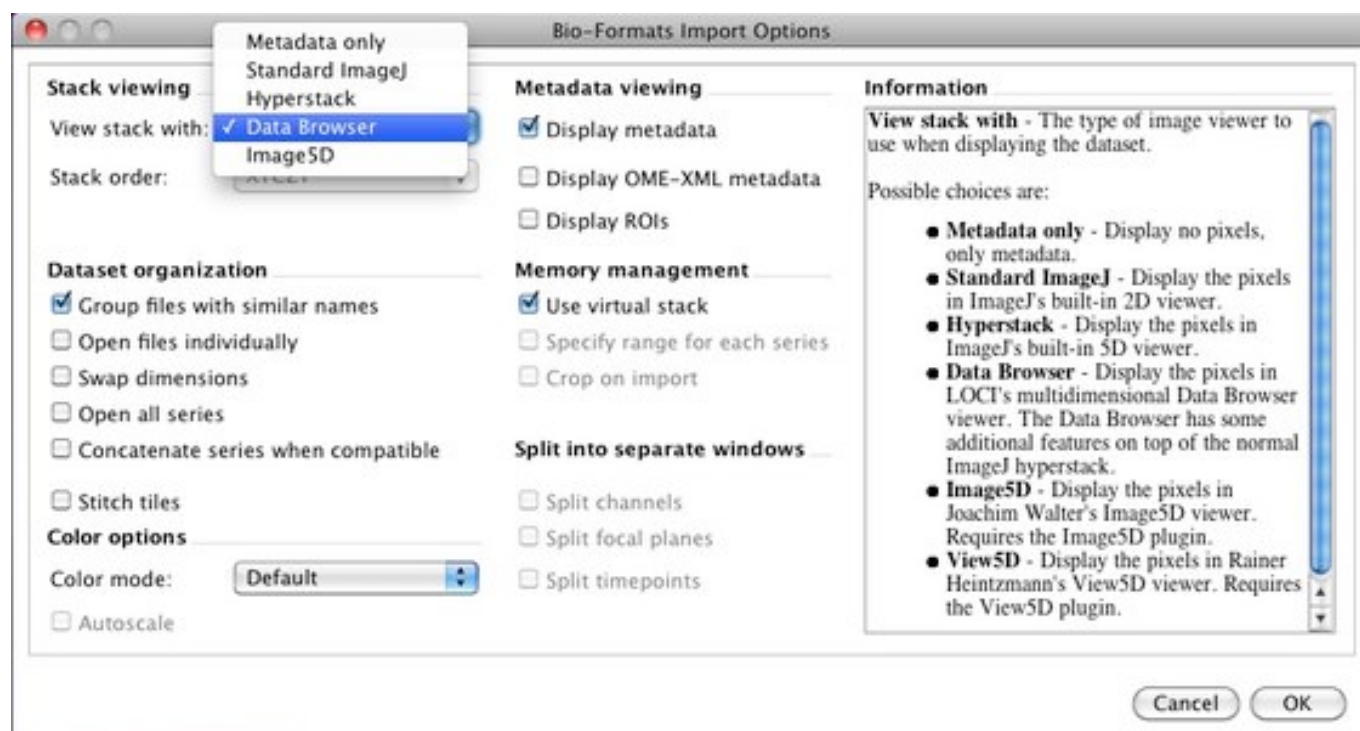 Bio-Formats Import Options
Stack viewing
View stack with:
Metadata only
Standard ImageJ
Hyperstack
✓ Data Browser
Image5D
Stack order:
Dataset organization
Group files with similar names
Open files individually
Swap dimensions
Open all series
Concatenate series when compatible
Stitch tiles
Color options
Color mode: Default
Autoscale
Metadata viewing
Display metadata
Display OME-XML metadata
Display ROIs
Memory management
Use virtual stack
Specify range for each series
Crop on import
Split into separate windows
Split channels
Split focal planes
Split timepoints
Information
View stack with - The type of image viewer to
use when displaying the dataset.
Possible choices are:
● Metadata only - Display no pixels,
only metadata.
● Standard ImageJ - Display the pixels
in ImageJ's built-in 2D viewer.
● Hyperstack - Display the pixels in
ImageJ's built-in 5D viewer.
● Data Browser - Display the pixels in
LOCI's multidimensional Data Browser
viewer. The Data Browser has some
additional features on top of the normal
ImageJ hyperstack.
● Image5D - Display the pixels in
Joachim Walter's Image5D viewer.
Requires the Image5D plugin.
● View5D - Display the pixels in Rainer
Heintzmann's View5D viewer. Requires
the View5D plugin.
Cancel
OK